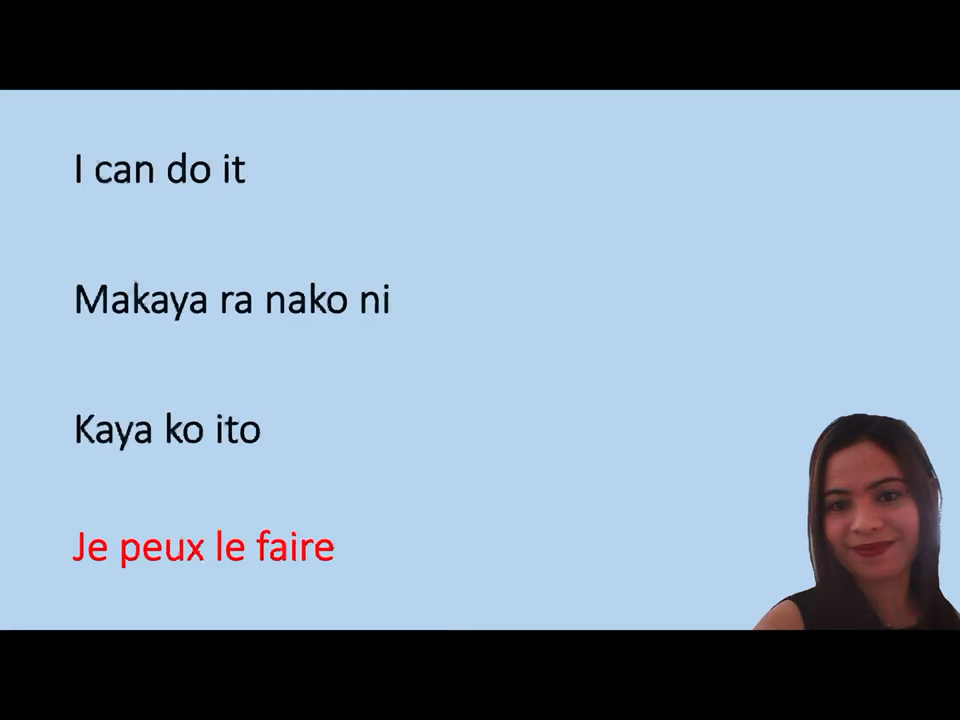 I can do it
Makaya ra nako ni
Kaya ko ito
Je peux le faire